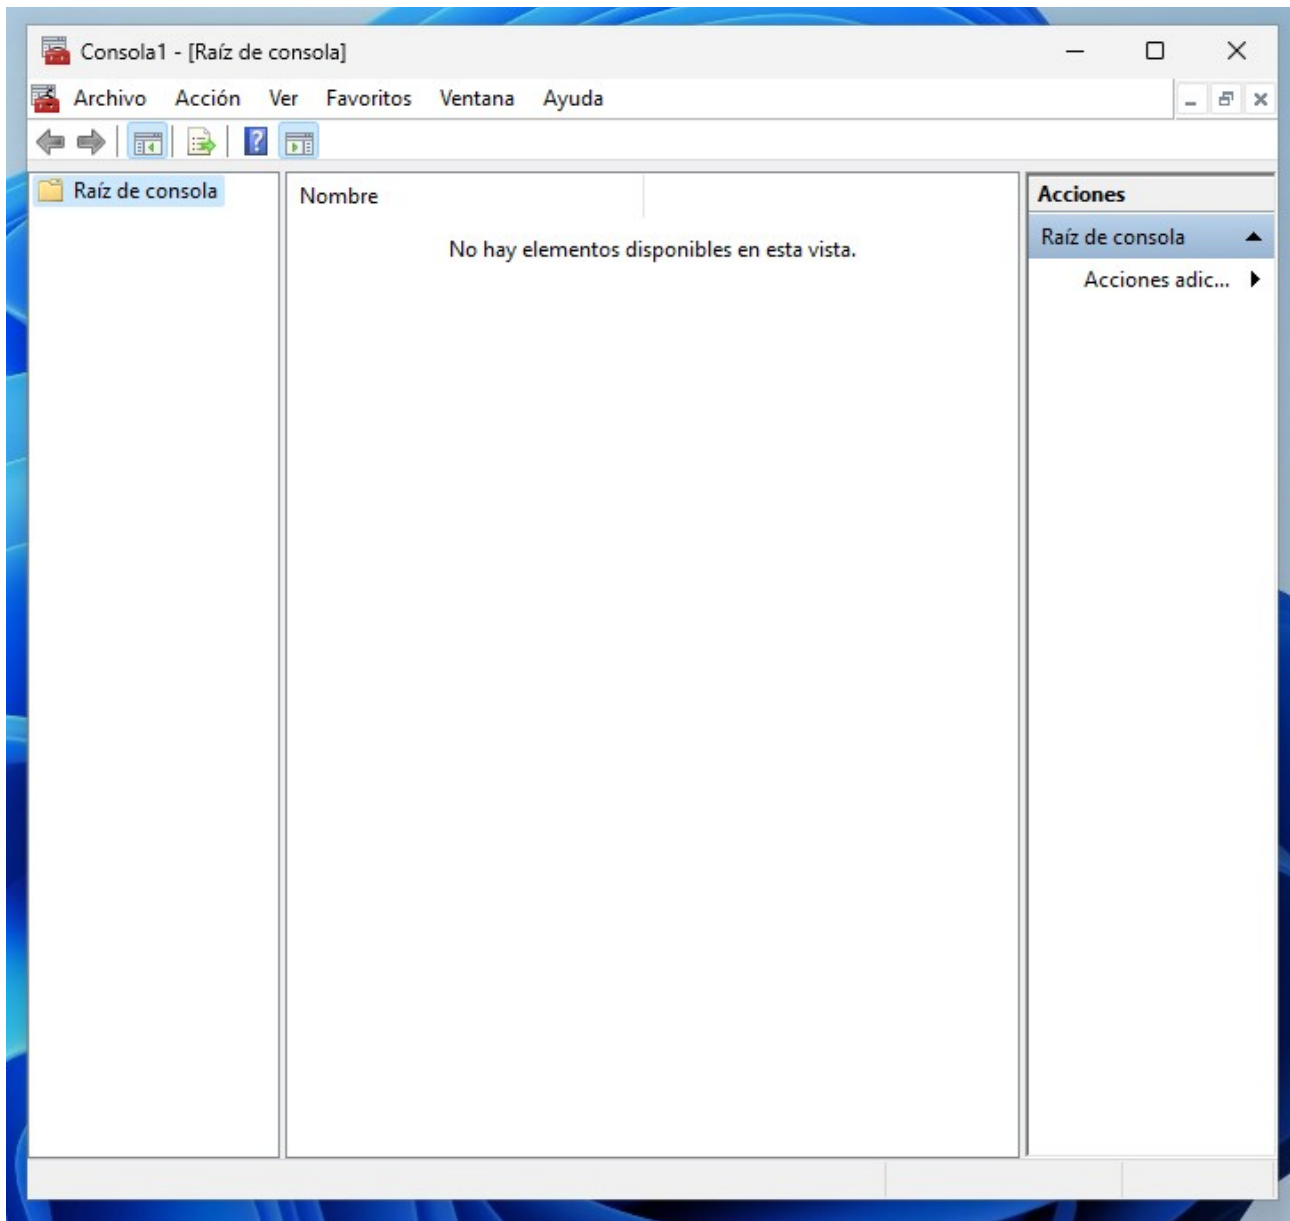 Consola1 - [Raíz de consola]
Archivo Acción Ver Favoritos Ventana Ayuda
Raíz de consola
Nombre
No hay elementos disponibles en esta vista.
Acciones
Raíz de consola
Acciones adic...